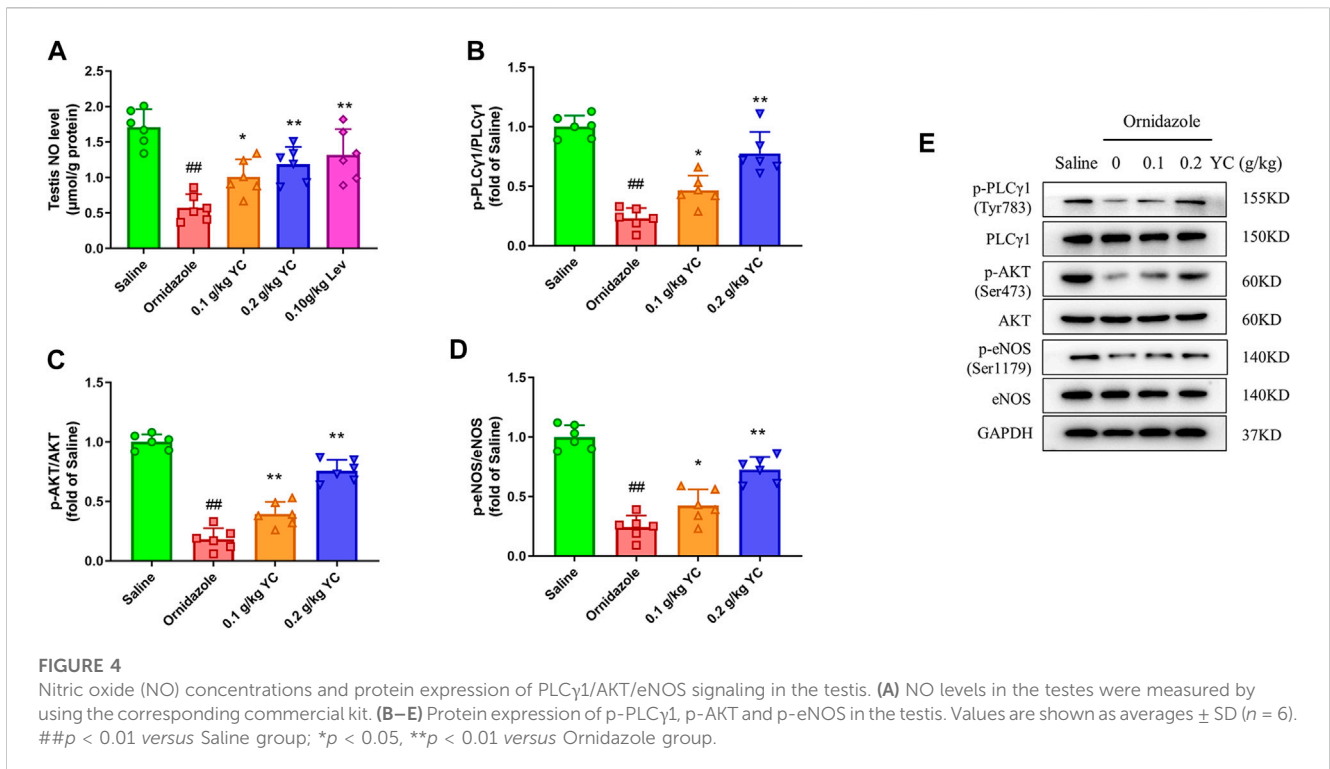 A
Testis NO level
(μmol/g protein)
2.5
2.0
1.5
1.0
0.5
0.0
##
*
**
**
Saline
Ornidazole
0.1 g/kg YC
0.2 g/kg YC
0.10g/kg Lev
B
p-PLCγ1/PLCγ1
(fold of Saline)
1.5
1.0
0.5
0.0
##
*
**
Saline
Ornidazole
0.1 g/kg YC
0.2 g/kg YC
C
p-AKT/AKT
(fold of Saline)
1.5
1.0
0.5
0.0
##
**
**
Saline
Ornidazole
0.1 g/kg YC
0.2 g/kg YC
D
p-eNOS/eNOS
(fold of Saline)
1.5
1.0
0.5
0.0
##
*
**
Saline
Ornidazole
0.1 g/kg YC
0.2 g/kg YC
E
Ornidazole
Saline 0 0.1 0.2 YC (g/kg)
p-PLCγ1
(Tyr783)
155KD
PLCγ1 150KD
p-AKT
(Ser473)
60KD
AKT 60KD
p-eNOS
(Ser1179)
140KD
eNOS 140KD
GAPDH 37KD
FIGURE 4
Nitric oxide (NO) concentrations and protein expression of PLCγ1/AKT/eNOS signaling in the testis. (A) NO levels in the testes were measured by
using the corresponding commercial kit. (B–E) Protein expression of p-PLCγ1, p-AKT and p-eNOS in the testis. Values are shown as averages ± SD (n = 6).
##p < 0.01 versus Saline group; *p < 0.05, **p < 0.01 versus Ornidazole group.